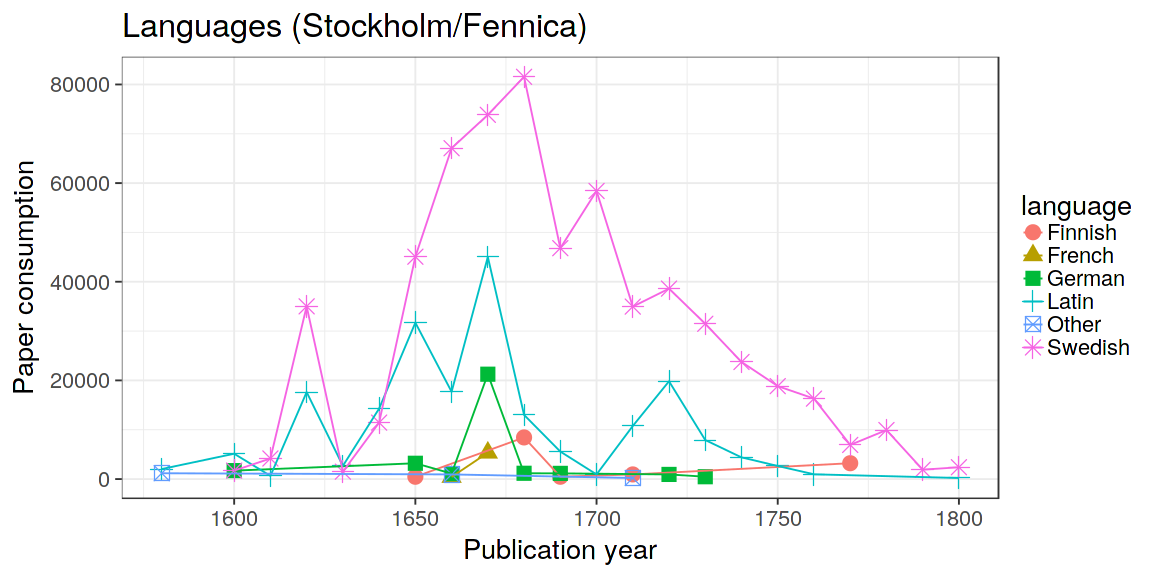 Languages (Stockholm/Fennica)
Paper consumption
80000
60000
40000
20000
0
1600
1650
1700
1750
1800
Publication year
language
Finnish
French
German
Latin
Other
Swedish